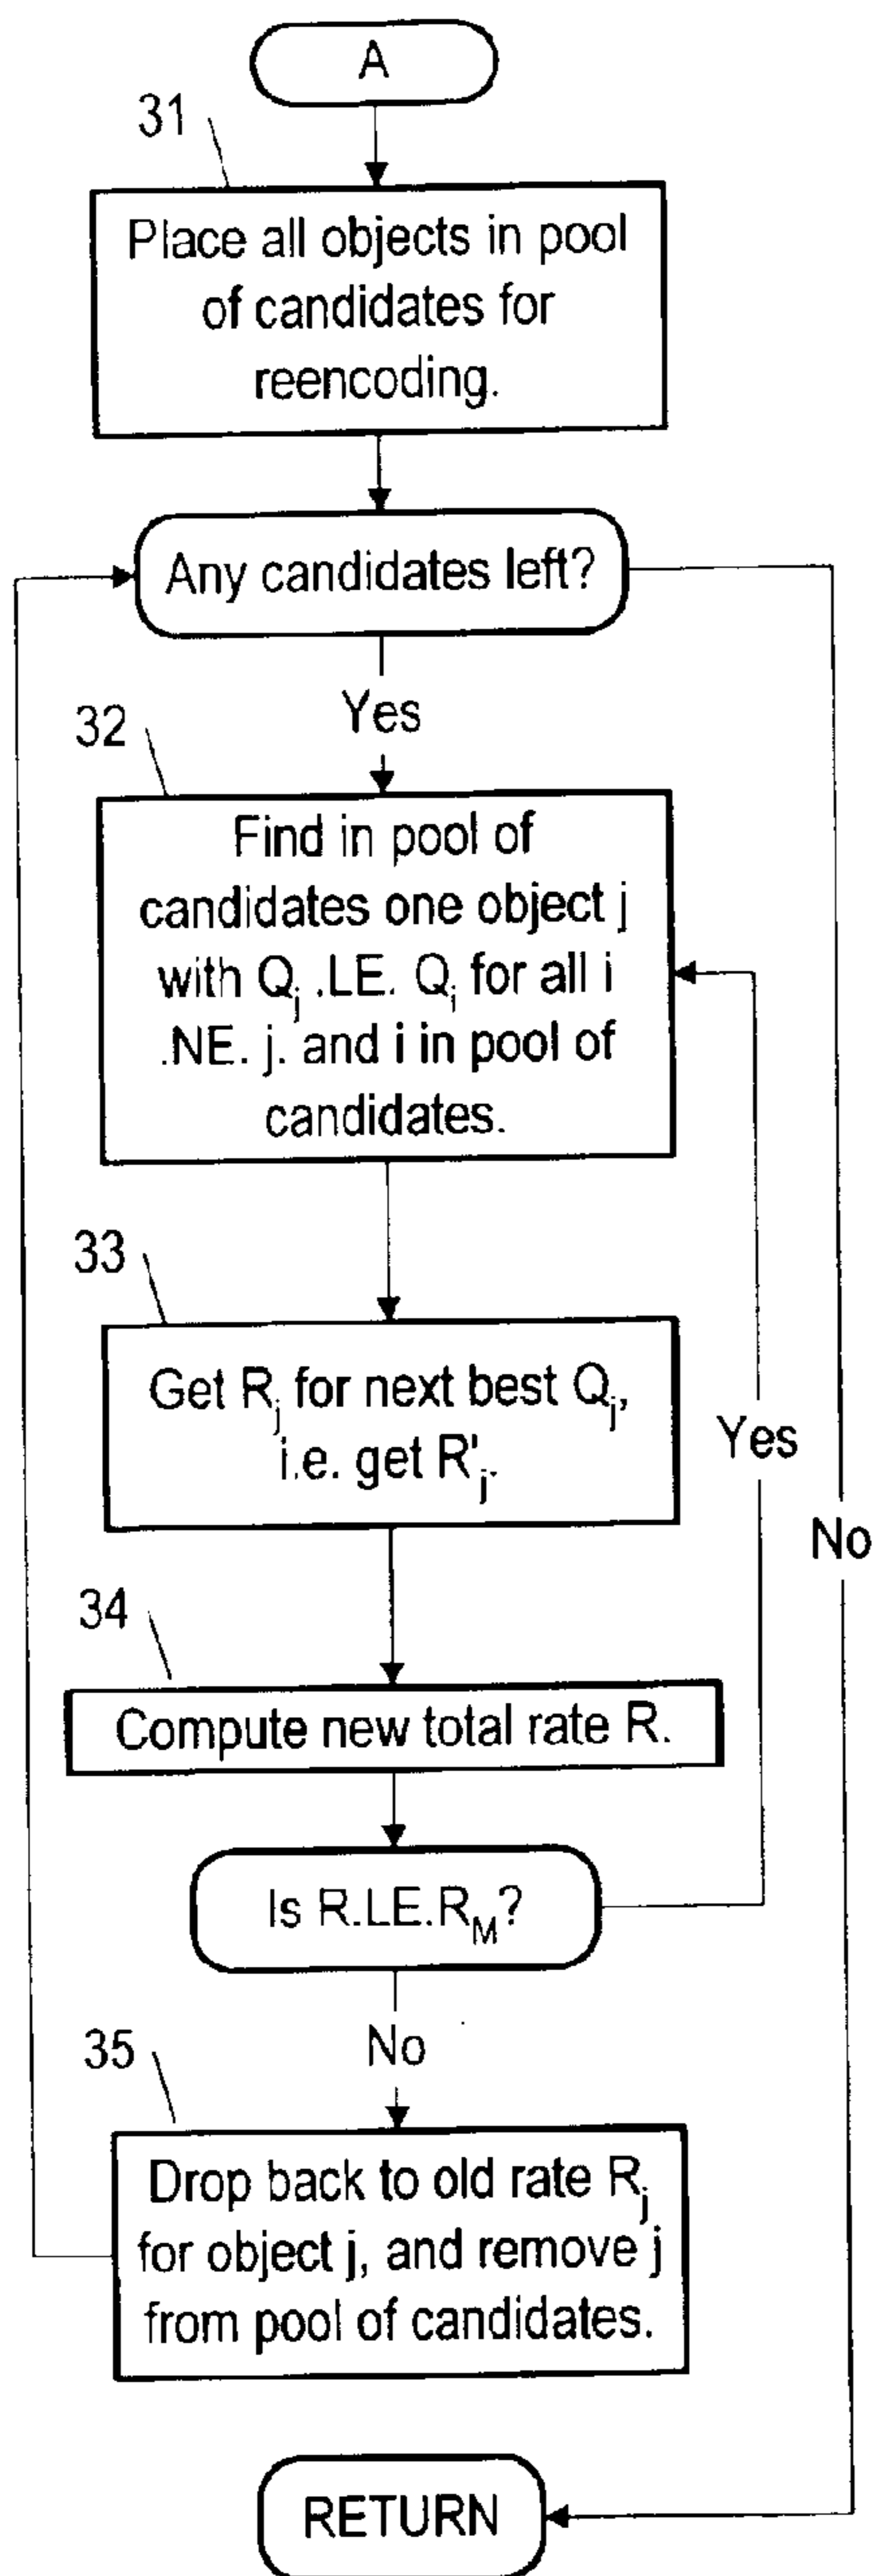 A
31
Place all objects in pool
of candidates for
reencoding.
Any candidates left?
Yes
32
Find in pool of
candidates one object j
with Qj .LE. Qi for all i
.NE. j. and i in pool of
candidates.
33
Get Rj for next best Qj,
i.e. get R'j.
Yes
No
34
Compute new total rate R.
Is R.LE.RM?
No
35
Drop back to old rate Rj
for object j, and remove j
from pool of candidates.
RETURN